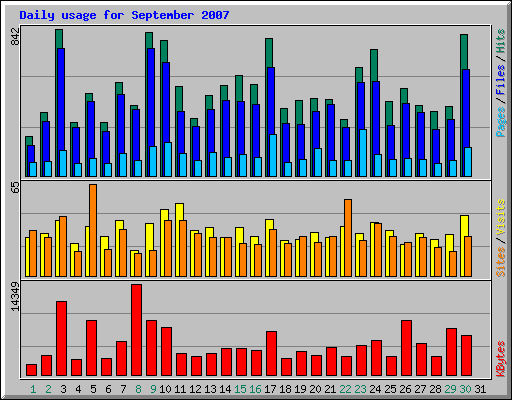 Daily usage for September 2007
842
Pages / Files / Hits
65
Sites / Visits
14349
KBytes
1 2 3 4 5 6 7 8 9 10 11 12 13 14 15 16 17 18 19 20 21 22 23 24 25 26 27 28 29 30 31